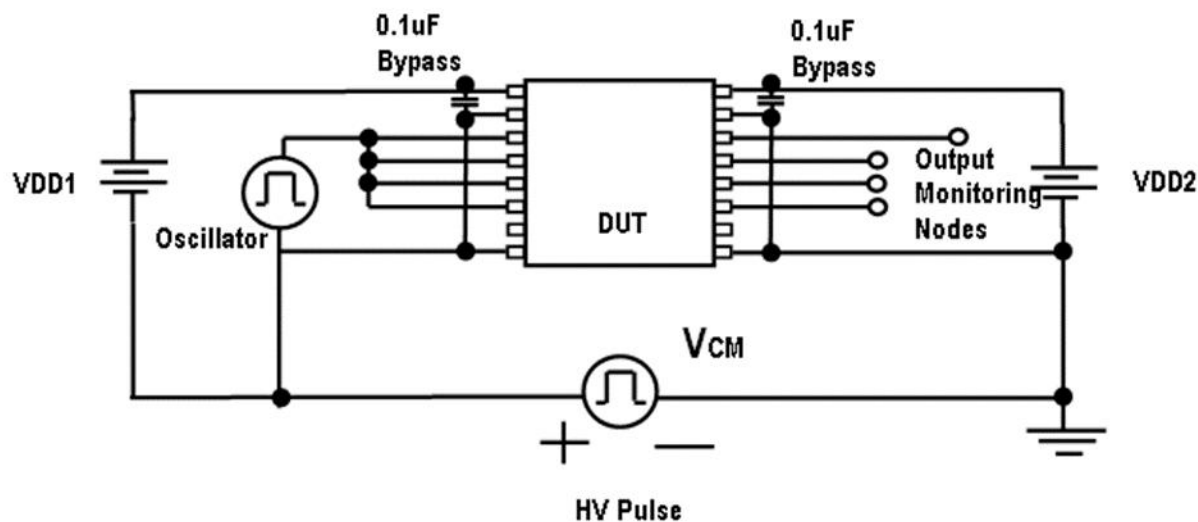 0.1uF
Bypass
0.1uF
Bypass
VDD1
Oscillator
DUT
Output
Monitoring
Nodes
VDD2
VCM
HV Pulse